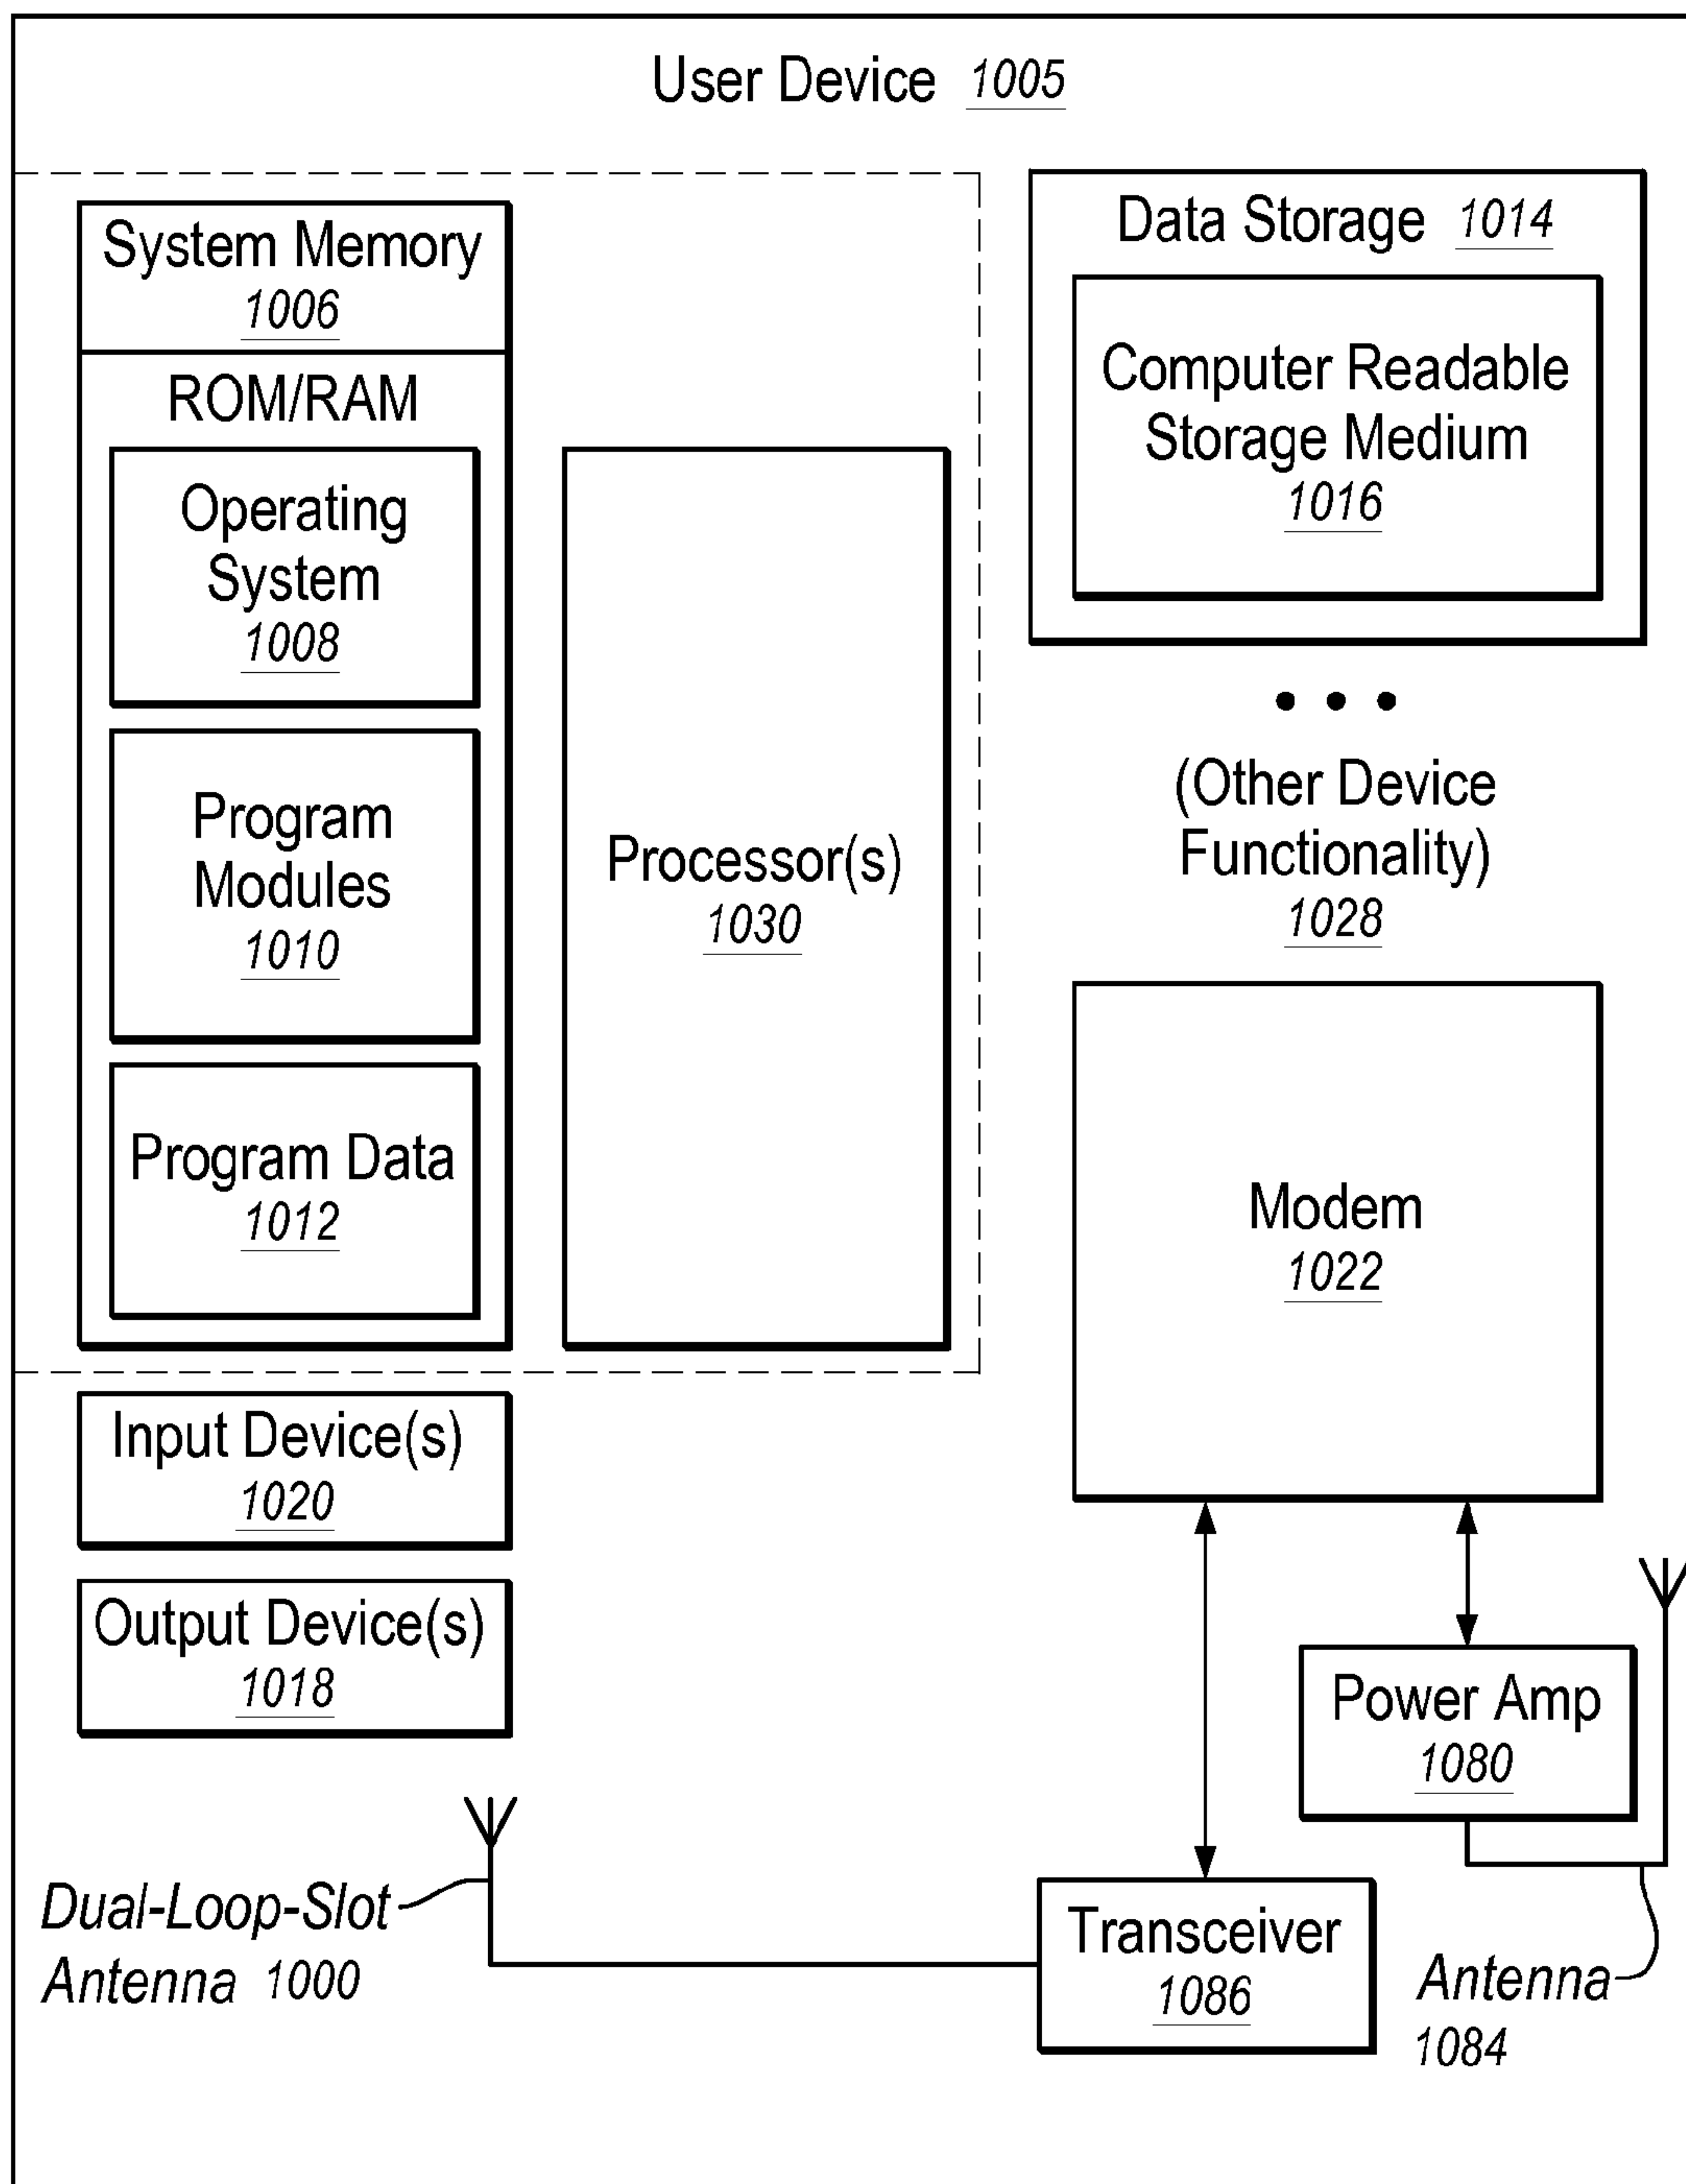 User Device 1005
System Memory
1006
ROM/RAM
Operating
System
1008
Program
Modules
1010
Program Data
1012
Processor(s)
1030
Data Storage 1014
Computer Readable
Storage Medium
1016
• • •
(Other Device
Functionality)
1028
Modem
1022
Input Device(s)
1020
Output Device(s)
1018
Power Amp
1080
Dual-Loop-Slot
Antenna 1000
Transceiver
1086
Antenna
1084